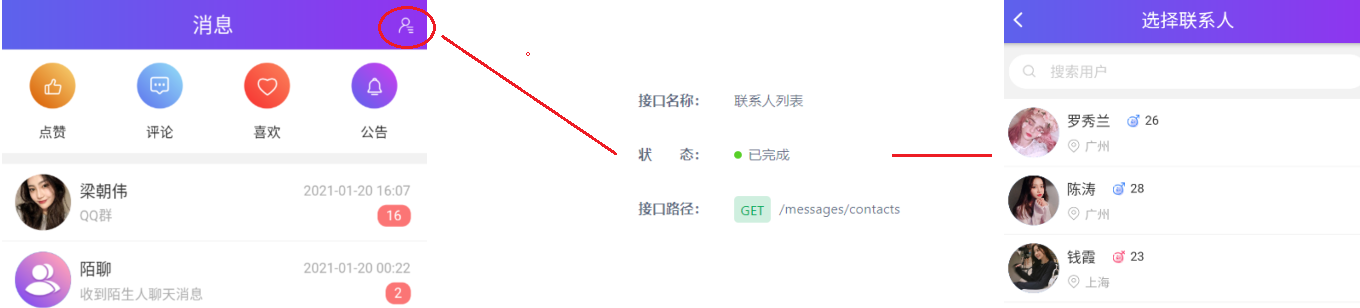 消息
点赞 评论 喜欢 公告
梁朝伟 2021-01-20 16:07
QQ群 16
陌聊 2021-01-20 00:22
收到陌生人聊天消息 2
接口名称： 联系人列表
状 态： 已完成
接口路径： GET /messages/contacts
选择联系人
搜索用户
罗秀兰 26
广州
陈涛 28
广州
钱霞 23
上海